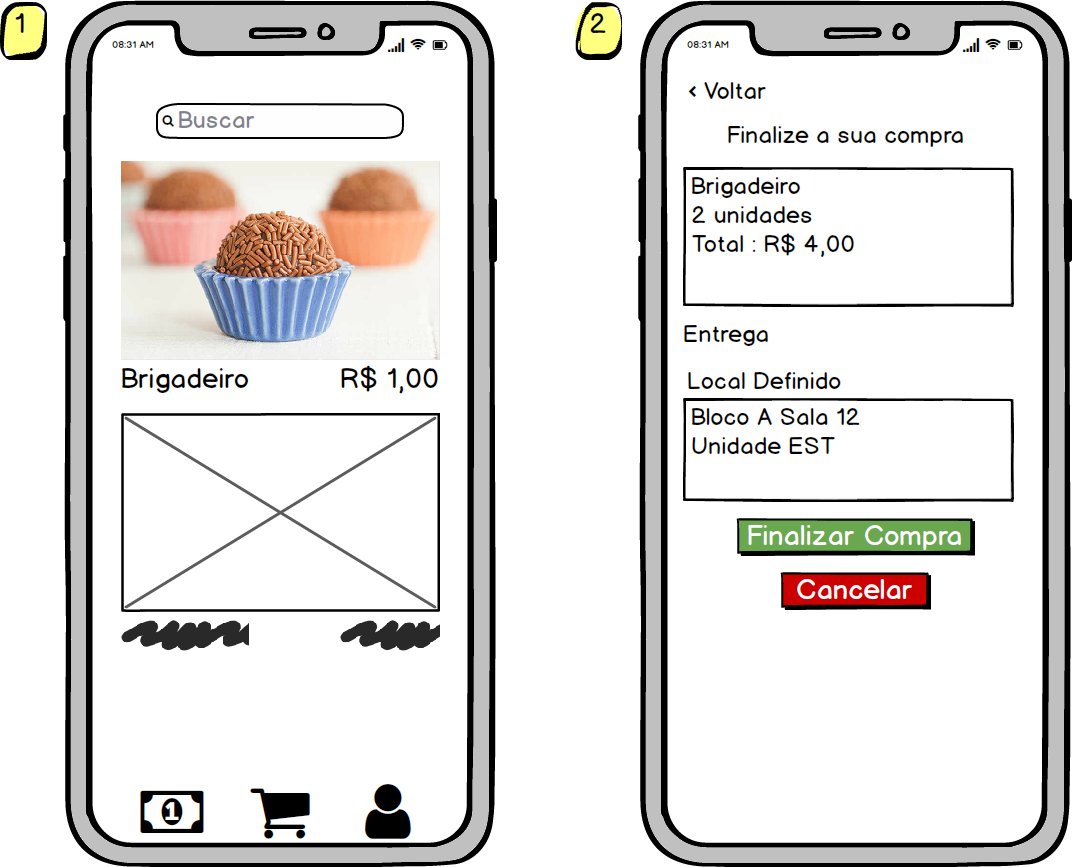 1
08:31 AM
Buscar
Brigadeiro R$ 1,00
1
2
08:31 AM
< Voltar
Finalize a sua compra
Brigadeiro
2 unidades
Total : R$ 4,00
Entrega
Local Definido
Bloco A Sala 12
Unidade EST
Finalizar Compra
Cancelar